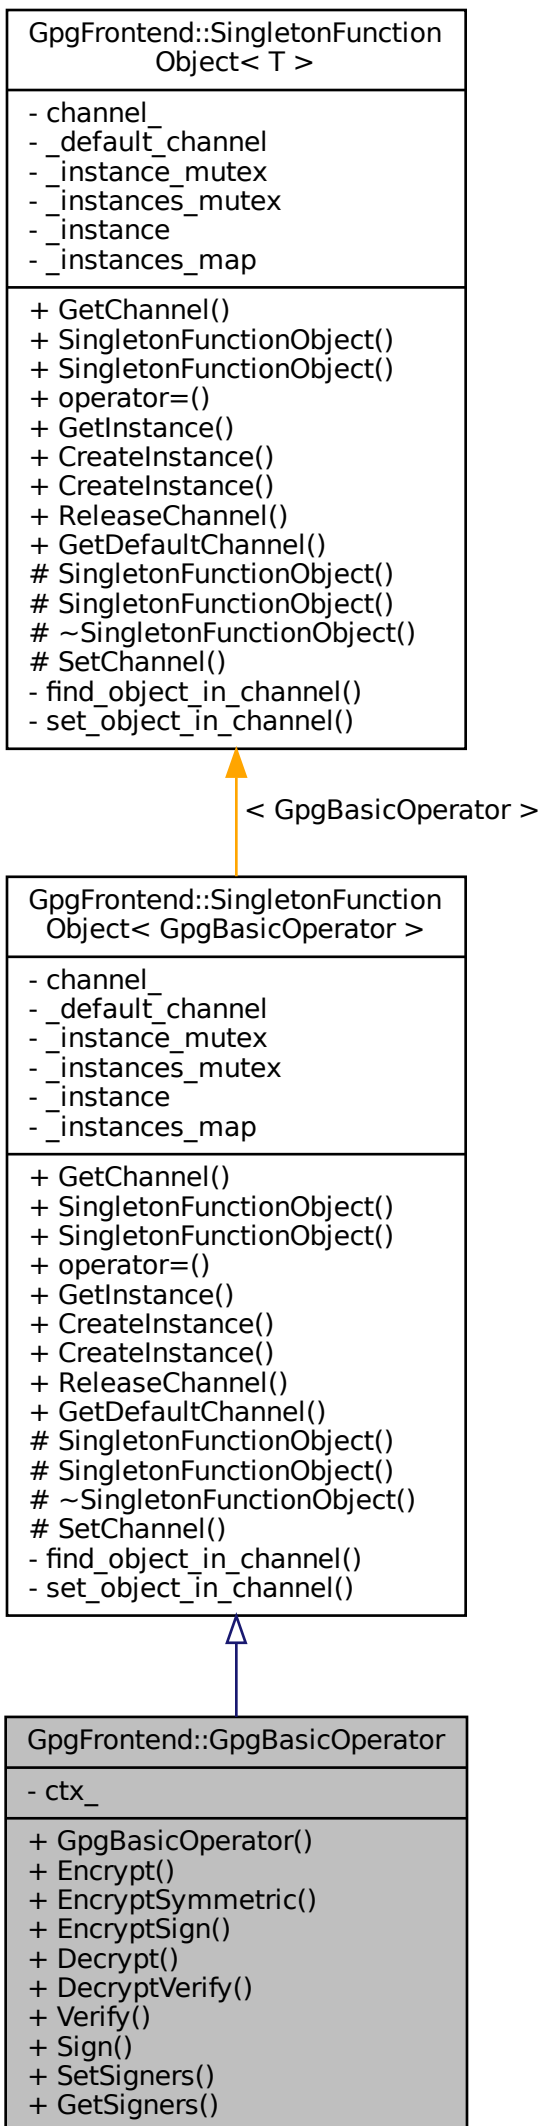 GpgFrontend::SingletonFunction
Object< T >
- channel_
- _default_channel
- _instance_mutex
- _instances_mutex
- _instance
- _instances_map
+ GetChannel()
+ SingletonFunctionObject()
+ SingletonFunctionObject()
+ operator=()
+ GetInstance()
+ CreateInstance()
+ CreateInstance()
+ ReleaseChannel()
+ GetDefaultChannel()
# SingletonFunctionObject()
# SingletonFunctionObject()
# ~SingletonFunctionObject()
# SetChannel()
- find_object_in_channel()
- set_object_in_channel()
< GpgBasicOperator >
GpgFrontend::SingletonFunction
Object< GpgBasicOperator >
- channel_
- _default_channel
- _instance_mutex
- _instances_mutex
- _instance
- _instances_map
+ GetChannel()
+ SingletonFunctionObject()
+ SingletonFunctionObject()
+ operator=()
+ GetInstance()
+ CreateInstance()
+ CreateInstance()
+ ReleaseChannel()
+ GetDefaultChannel()
# SingletonFunctionObject()
# SingletonFunctionObject()
# ~SingletonFunctionObject()
# SetChannel()
- find_object_in_channel()
- set_object_in_channel()
GpgFrontend::GpgBasicOperator
- ctx_
+ GpgBasicOperator()
+ Encrypt()
+ EncryptSymmetric()
+ EncryptSign()
+ Decrypt()
+ DecryptVerify()
+ Verify()
+ Sign()
+ SetSigners()
+ GetSigners()